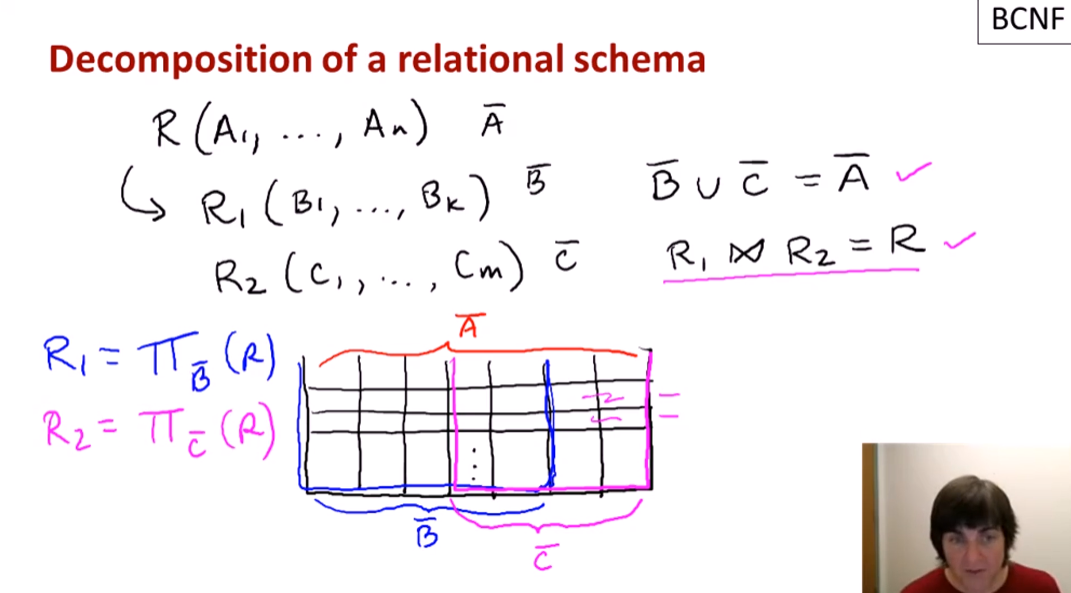 BCNF
Decomposition of a relational schema
R (A₁, ..., Aₙ) A̅
R₁ (B₁, ..., Bₖ) B̅
R₂ (C₁, ..., Cₘ) C̅
B̅ ∪ C̅ = A̅ ✓
R₁ ⋈ R₂ = R ✓
R₁ = π_B̅ (R)
R₂ = π_C̅ (R)
A̅
B̅
C̅